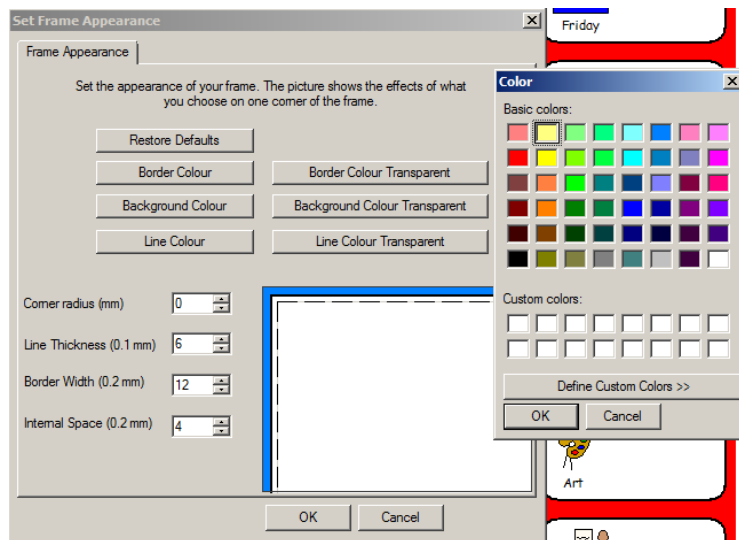 Set Frame Appearance
Frame Appearance
Set the appearance of your frame. The picture shows the effects of what
you choose on one corner of the frame.
Restore Defaults
Border Colour
Border Colour Transparent
Background Colour
Background Colour Transparent
Line Colour
Line Colour Transparent
Corner radius (mm)
0
Line Thickness (0.1 mm)
6
Border Width (0.2 mm)
12
Internal Space (0.2 mm)
4
OK
Cancel
Friday
Color
Basic colors:
Custom colors:
Define Custom Colors >>
OK
Cancel
Art